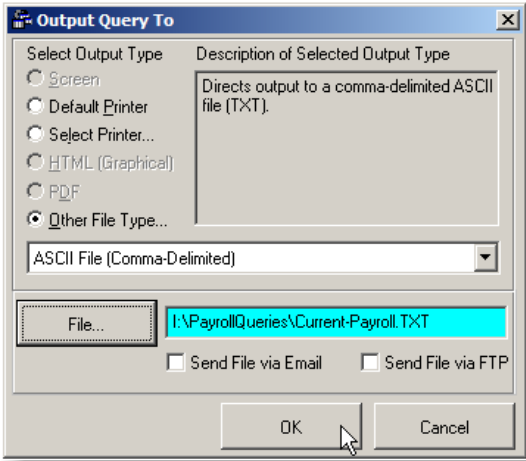 Output Query To
Select Output Type
Screen
Default Printer
Select Printer...
HTML (Graphical)
PDF
Other File Type...
Description of Selected Output Type
Directs output to a comma-delimited ASCII
file (TXT).
ASCII File (Comma-Delimited)
File...
I:\PayrollQueries\Current-Payroll.TXT
Send File via Email
Send File via FTP
OK
Cancel